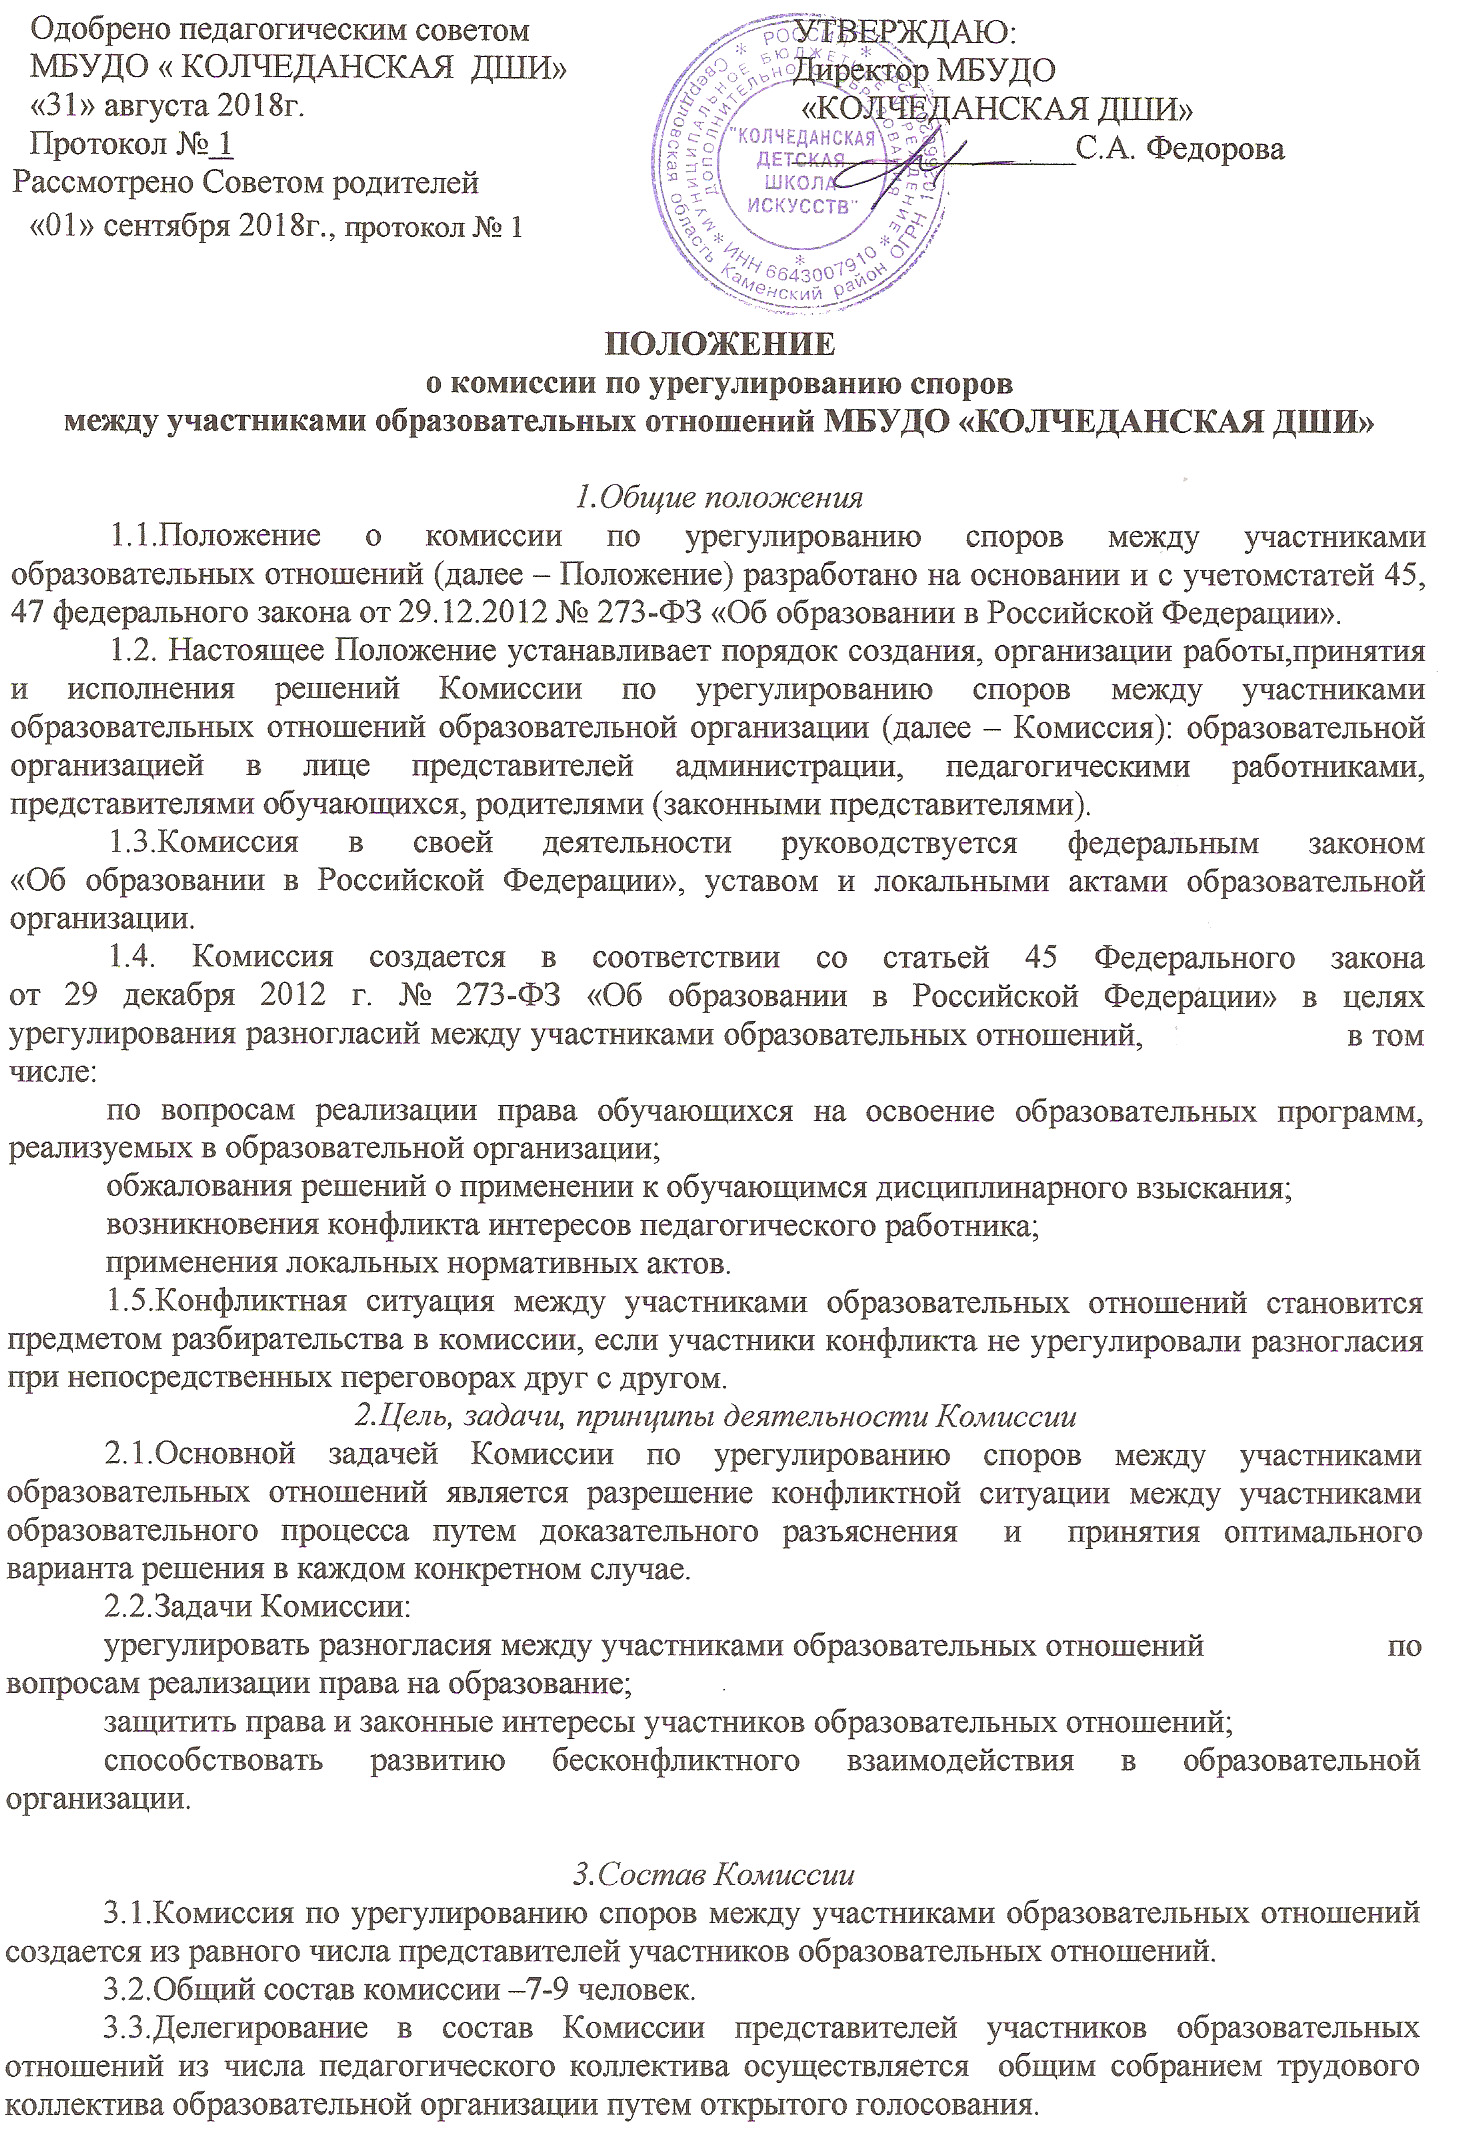 Одобрено педагогическим советом
МБУДО « КОЛЧЕДАНСКАЯ ДШИ»
«31» августа 2018г.
Протокол № 1
Рассмотрено Советом родителей
«01» сентября 2018г., протокол № 1
УТВЕРЖДАЮ:
Директор МБУДО
«КОЛЧЕДАНСКАЯ ДШИ»
С.А. Федорова
"КОЛЧЕДАНСКАЯ
ДЕТСКАЯ
ШКОЛА
ИСКУССТВ"
* РОССИЯ * Свердловская область Каменский район ОГРН
МУНИЦИПАЛЬНОЕ БЮДЖЕТНОЕ УЧРЕЖДЕНИЕ * ИНН 6643007910 *
ДОПОЛНИТЕЛЬНОГО ОБРАЗОВАНИЯ
ПОЛОЖЕНИЕ
о комиссии по урегулированию споров
между участниками образовательных отношений МБУДО «КОЛЧЕДАНСКАЯ ДШИ»
1.Общие положения
1.1.Положение о комиссии по урегулированию споров между участниками
образовательных отношений (далее – Положение) разработано на основании и с учетомстатей 45,
47 федерального закона от 29.12.2012 № 273-ФЗ «Об образовании в Российской Федерации».
1.2. Настоящее Положение устанавливает порядок создания, организации работы,принятия
и исполнения решений Комиссии по урегулированию споров между участниками
образовательных отношений образовательной организации (далее – Комиссия): образовательной
организацией в лице представителей администрации, педагогическими работниками,
представителями обучающихся, родителями (законными представителями).
1.3.Комиссия в своей деятельности руководствуется федеральным законом
«Об образовании в Российской Федерации», уставом и локальными актами образовательной
организации.
1.4. Комиссия создается в соответствии со статьей 45 Федерального закона
от 29 декабря 2012 г. № 273-ФЗ «Об образовании в Российской Федерации» в целях
урегулирования разногласий между участниками образовательных отношений, в том
числе:
по вопросам реализации права обучающихся на освоение образовательных программ,
реализуемых в образовательной организации;
обжалования решений о применении к обучающимся дисциплинарного взыскания;
возникновения конфликта интересов педагогического работника;
применения локальных нормативных актов.
1.5.Конфликтная ситуация между участниками образовательных отношений становится
предметом разбирательства в комиссии, если участники конфликта не урегулировали разногласия
при непосредственных переговорах друг с другом.
2.Цель, задачи, принципы деятельности Комиссии
2.1.Основной задачей Комиссии по урегулированию споров между участниками
образовательных отношений является разрешение конфликтной ситуации между участниками
образовательного процесса путем доказательного разъяснения и принятия оптимального
варианта решения в каждом конкретном случае.
2.2.Задачи Комиссии:
урегулировать разногласия между участниками образовательных отношений по
вопросам реализации права на образование;
защитить права и законные интересы участников образовательных отношений;
способствовать развитию бесконфликтного взаимодействия в образовательной
организации.
3.Состав Комиссии
3.1.Комиссия по урегулированию споров между участниками образовательных отношений
создается из равного числа представителей участников образовательных отношений.
3.2.Общий состав комиссии –7-9 человек.
3.3.Делегирование в состав Комиссии представителей участников образовательных
отношений из числа педагогического коллектива осуществляется общим собранием трудового
коллектива образовательной организации путем открытого голосования.